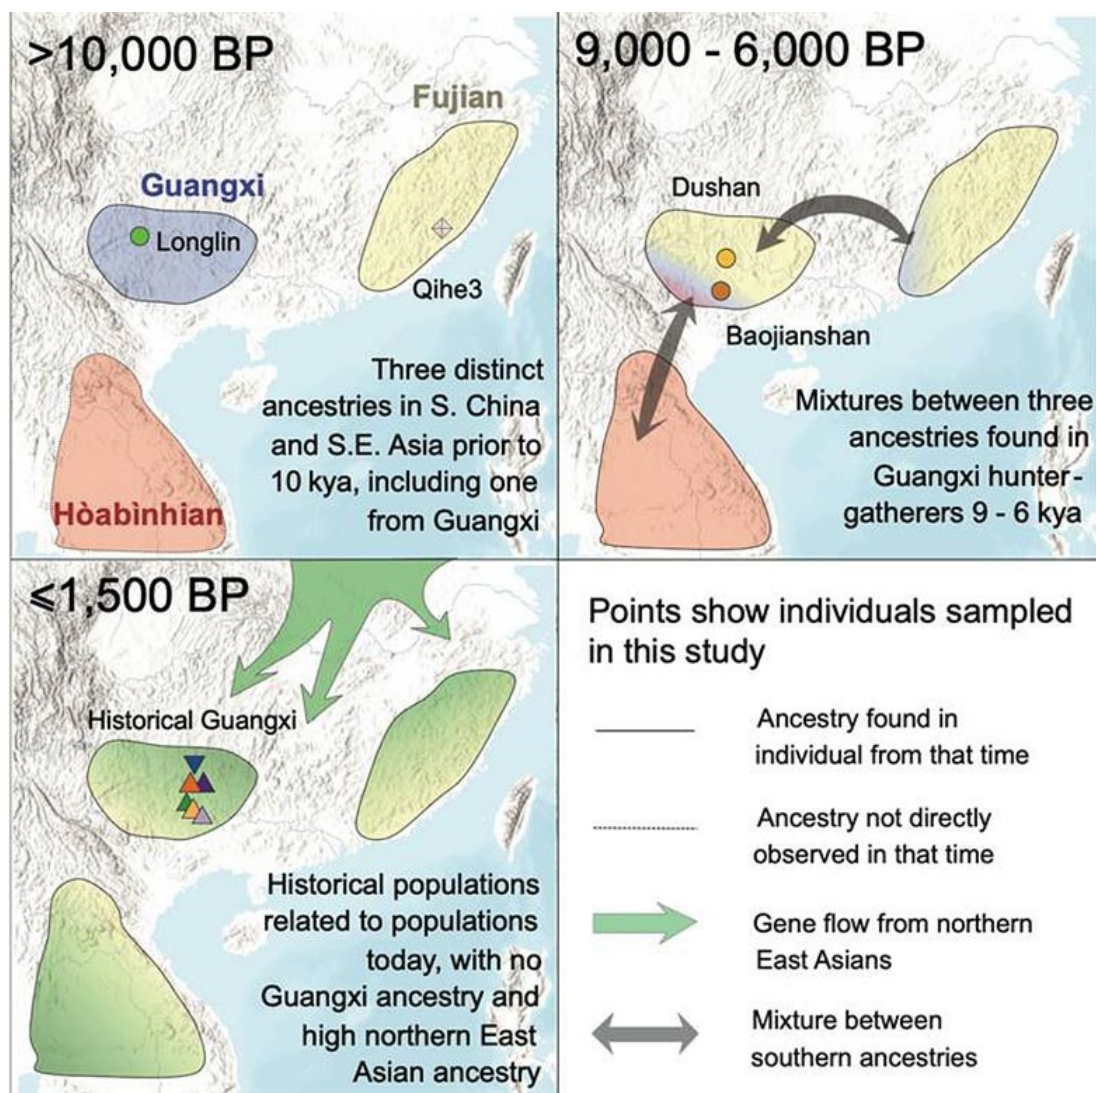 >10,000 BP
Fujian
Guangxi
Longlin
Qihe3
Three distinct
ancestries in S. China
and S.E. Asia prior to
10 kya, including one
from Guangxi
Hòabìnhian
9,000 - 6,000 BP
Dushan
Baojianshan
Mixtures between three
ancestries found in
Guangxi hunter-
gatherers 9 - 6 kya
⩽1,500 BP
Historical Guangxi
Historical populations
related to populations
today, with no
Guangxi ancestry and
high northern East
Asian ancestry
Points show individuals sampled
in this study
Ancestry found in
individual from that time
Ancestry not directly
observed in that time
Gene flow from northern
East Asians
Mixture between
southern ancestries